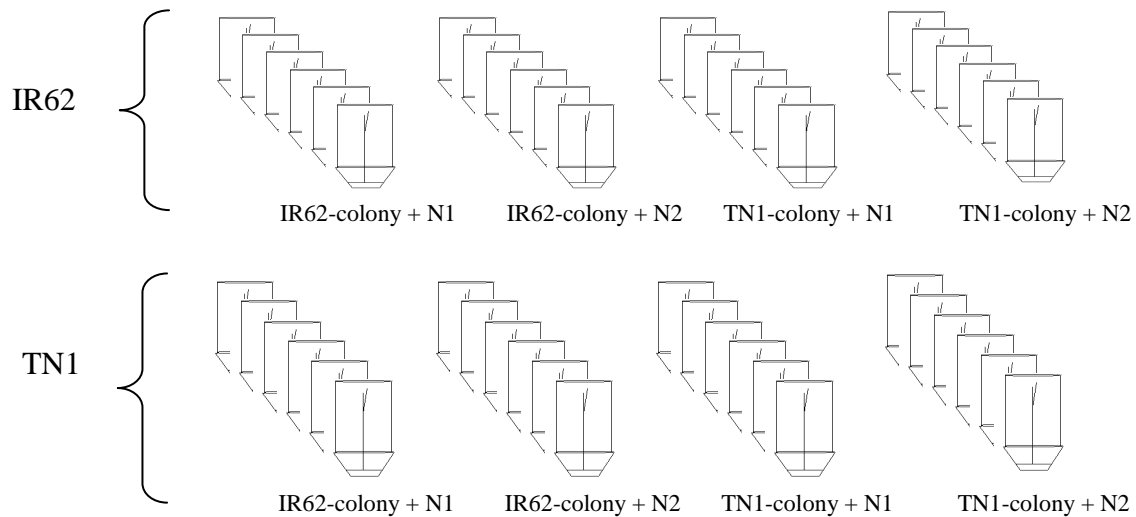 IR62
IR62-colony + N1 IR62-colony + N2 TN1-colony + N1 TN1-colony + N2
TN1
IR62-colony + N1 IR62-colony + N2 TN1-colony + N1 TN1-colony + N2